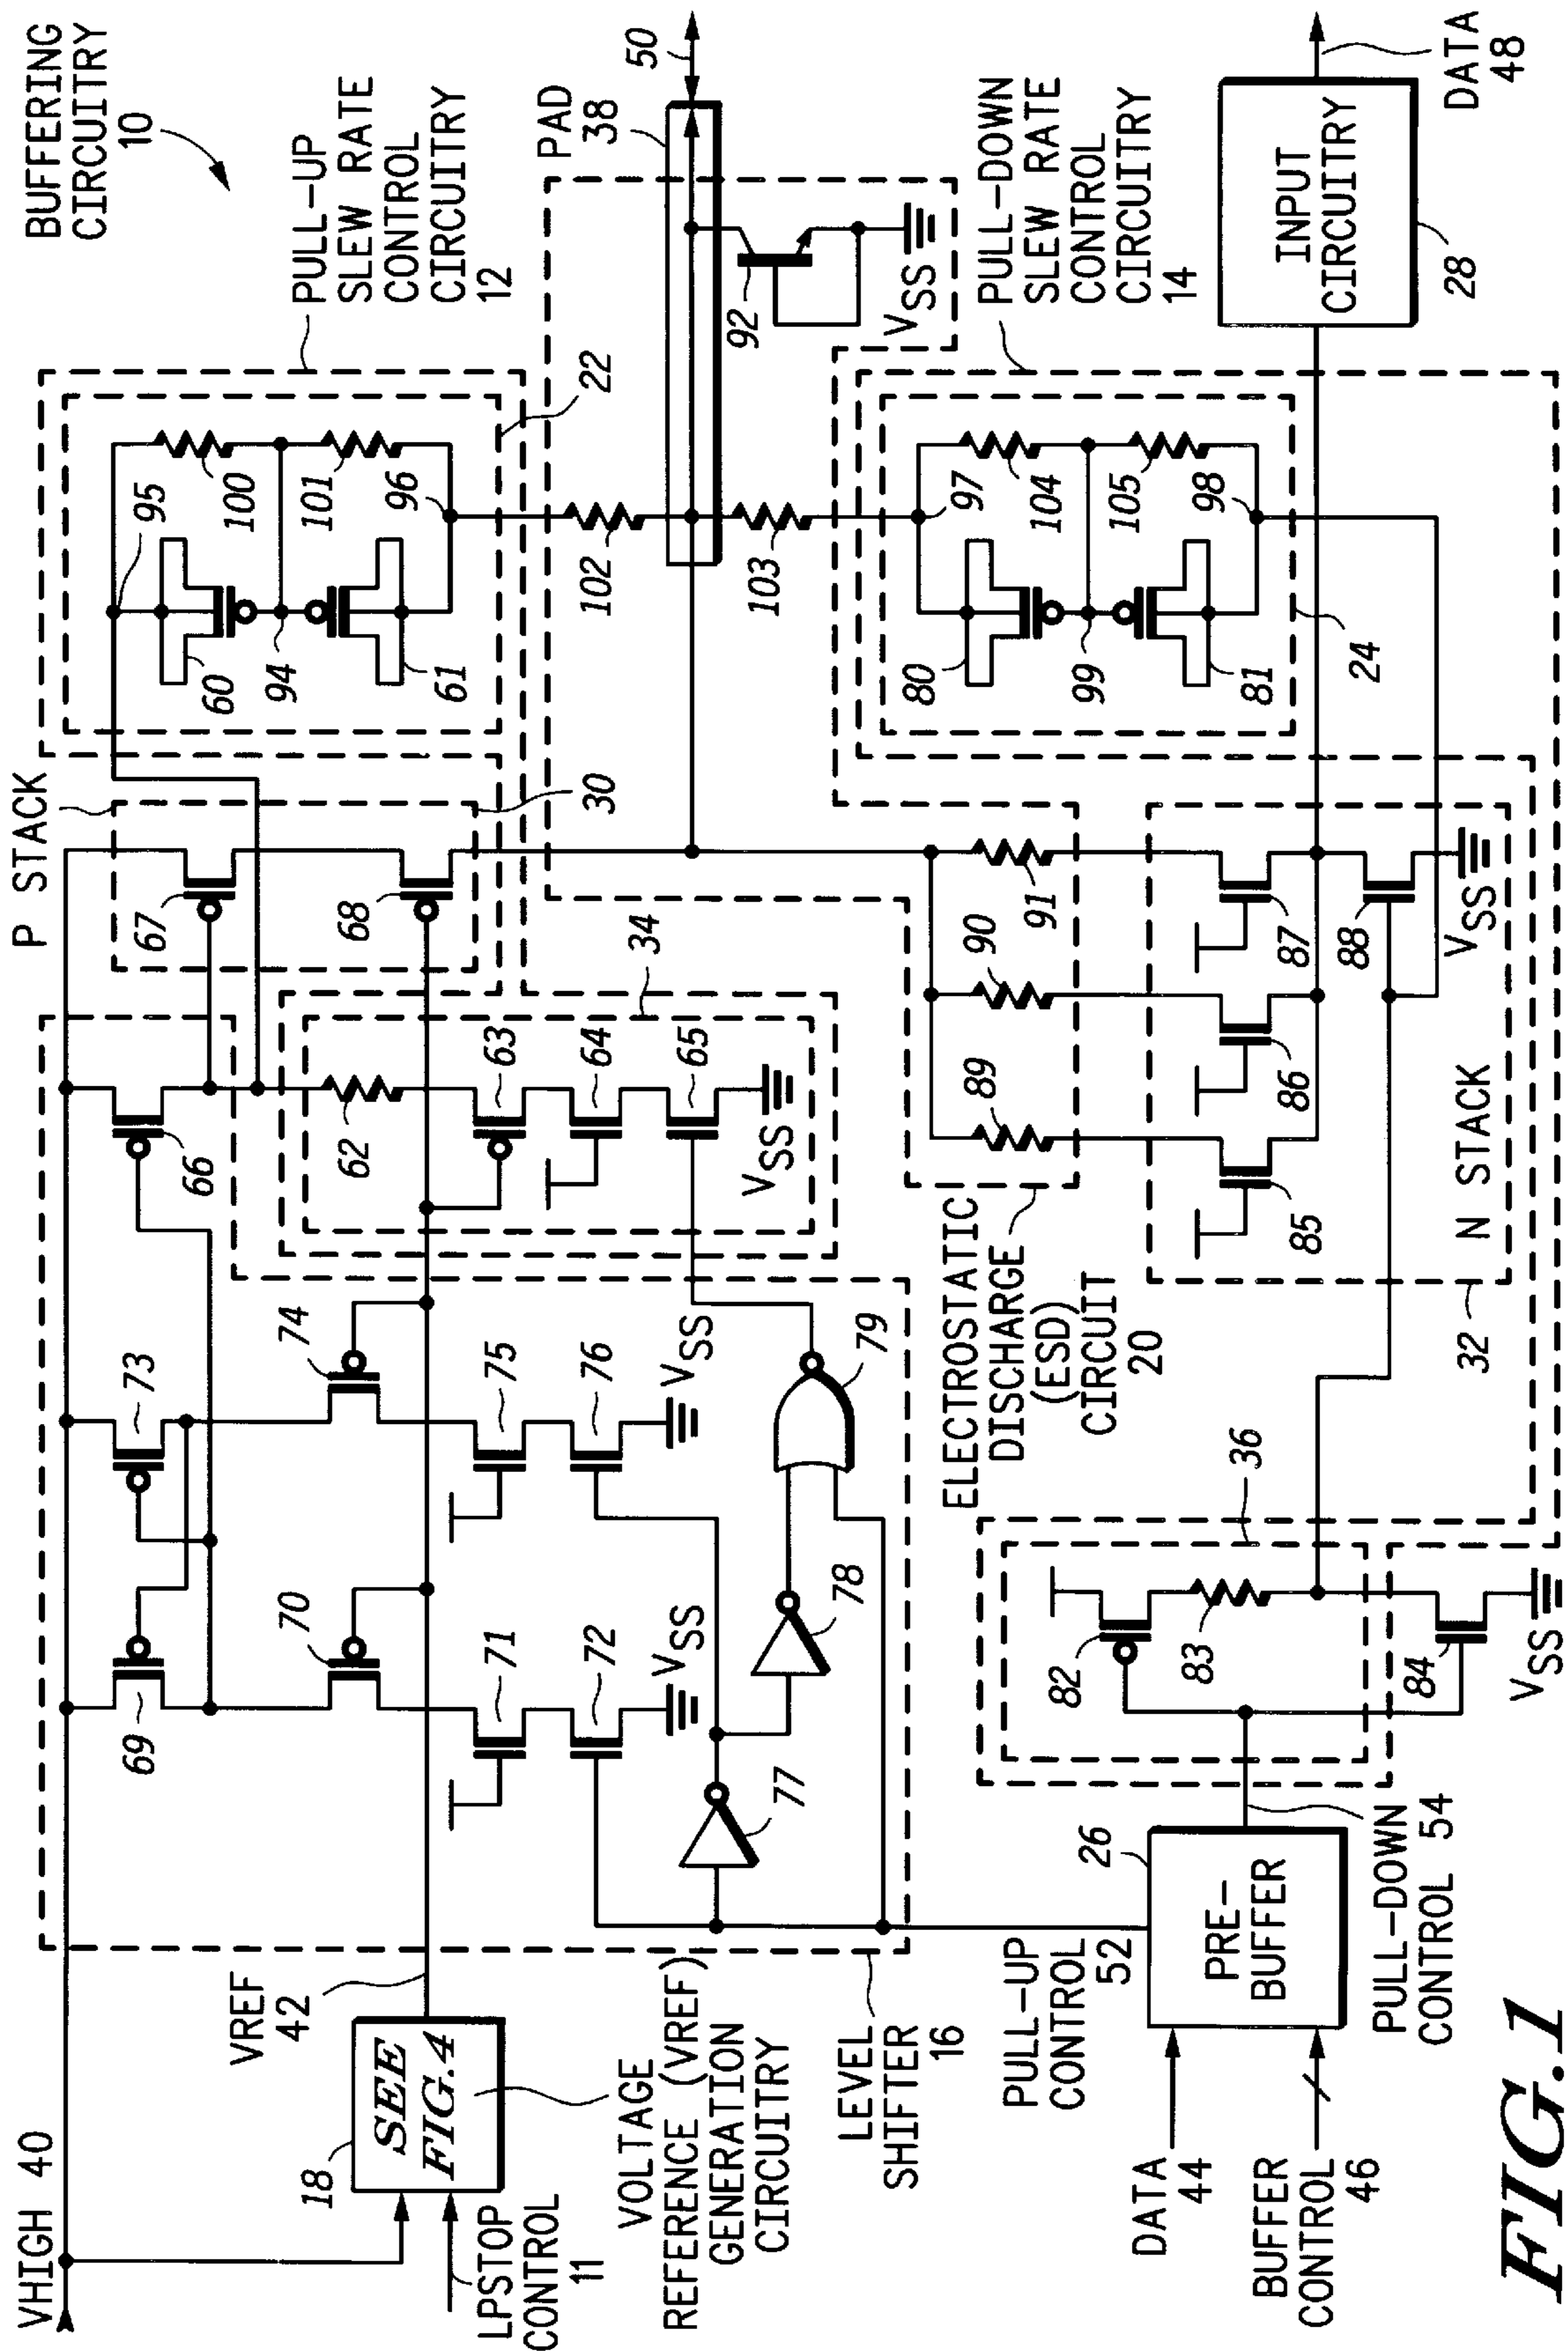 BUFFERING
CIRCUITRY
10
VHIGH 40
VREF
42
18
SEE
FIG.4
LPSTOP
CONTROL
11
VOLTAGE
REFERENCE (VREF)
GENERATION
CIRCUITRY
LEVEL
SHIFTER
16
69
73
70
74
71
75
72
76
VSS
VSS
77
78
79
66
62
63
64
65
VSS
34
P STACK
67
68
30
PULL-UP
SLEW RATE
CONTROL
CIRCUITRY
12
95
60
100
94
101
61
96
22
102
103
PAD
38
50
92
VSS
ELECTROSTATIC
DISCHARGE
(ESD)
CIRCUIT
20
89
90
91
85
86
87
88
VSS
N STACK
32
PULL-DOWN
SLEW RATE
CONTROL
CIRCUITRY
14
97
80
104
99
105
81
98
24
PULL-UP
CONTROL
52
DATA
44
BUFFER
CONTROL
46
26
PRE-
BUFFER
PULL-DOWN
CONTROL 54
82
83
84
36
VSS
INPUT
CIRCUITRY
28
DATA
48
FIG.1